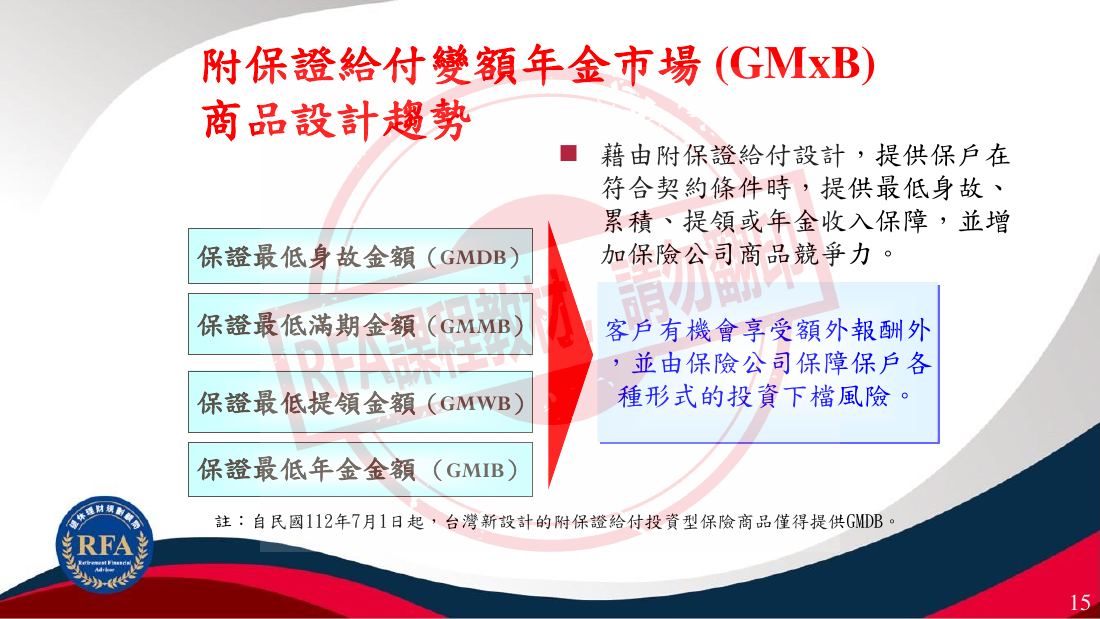 附保證給付變額年金市場 (GMxB)
商品設計趨勢
■ 藉由附保證給付設計，提供保戶在
符合契約條件時，提供最低身故、
累積、提領或年金收入保障，並增
加保險公司商品競爭力。
保證最低身故金額（GMDB）
保證最低滿期金額（GMMB）
保證最低提領金額（GMWB）
保證最低年金金額（GMIB）
客戶有機會享受額外報酬外
，並由保險公司保障保戶各
種形式的投資下檔風險。
RFA課程教材，請勿翻印
註：自民國112年7月1日起，台灣新設計的附保證給付投資型保險商品僅得提供GMDB。
退休理財規劃顧問
RFA
Retirement Financial
Advisor
15